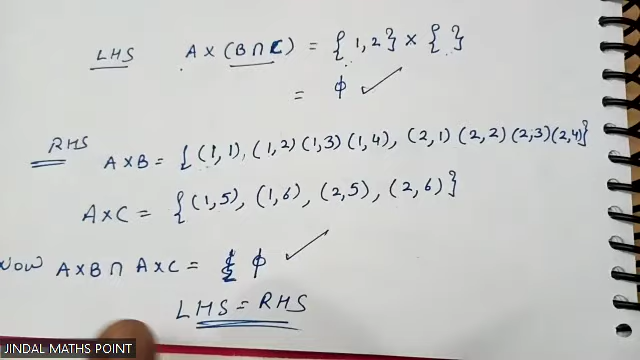 LHS A × (B∩C) = { 1, 2 } × { }
= ϕ ✓
RHS
A×B = { (1, 1), (1, 2) (1, 3) (1, 4), (2, 1) (2, 2) (2, 3) (2, 4) }
A×C = { (1, 5), (1, 6), (2, 5), (2, 6) }
Now A×B ∩ A×C = ϕ ✓
LHS = RHS
JINDAL MATHS POINT